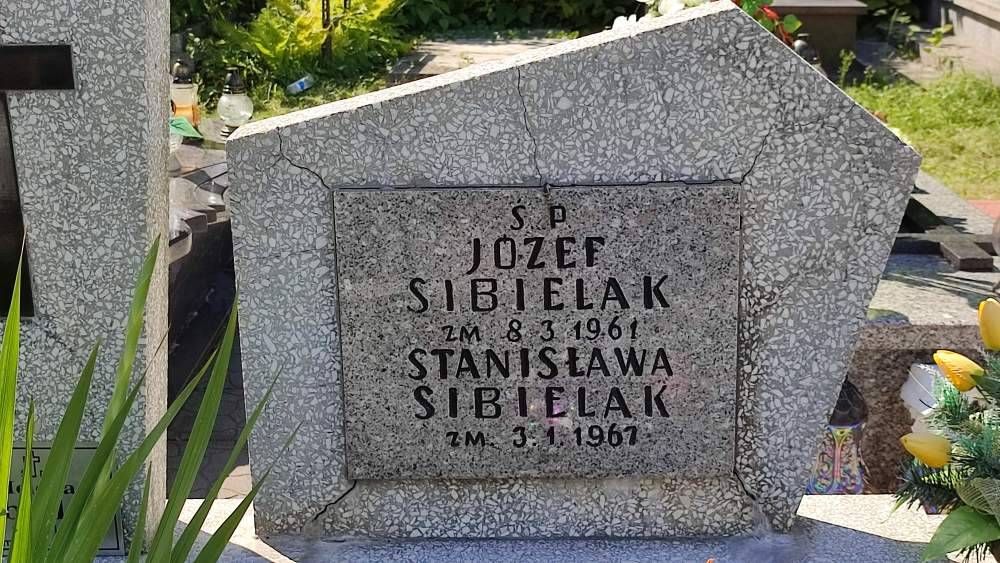 Ś P
JÓZEF
SIBIELAK
ZM. 8 3 1961
STANISŁAWA
SIBIELAK
ZM. 3.1.1967